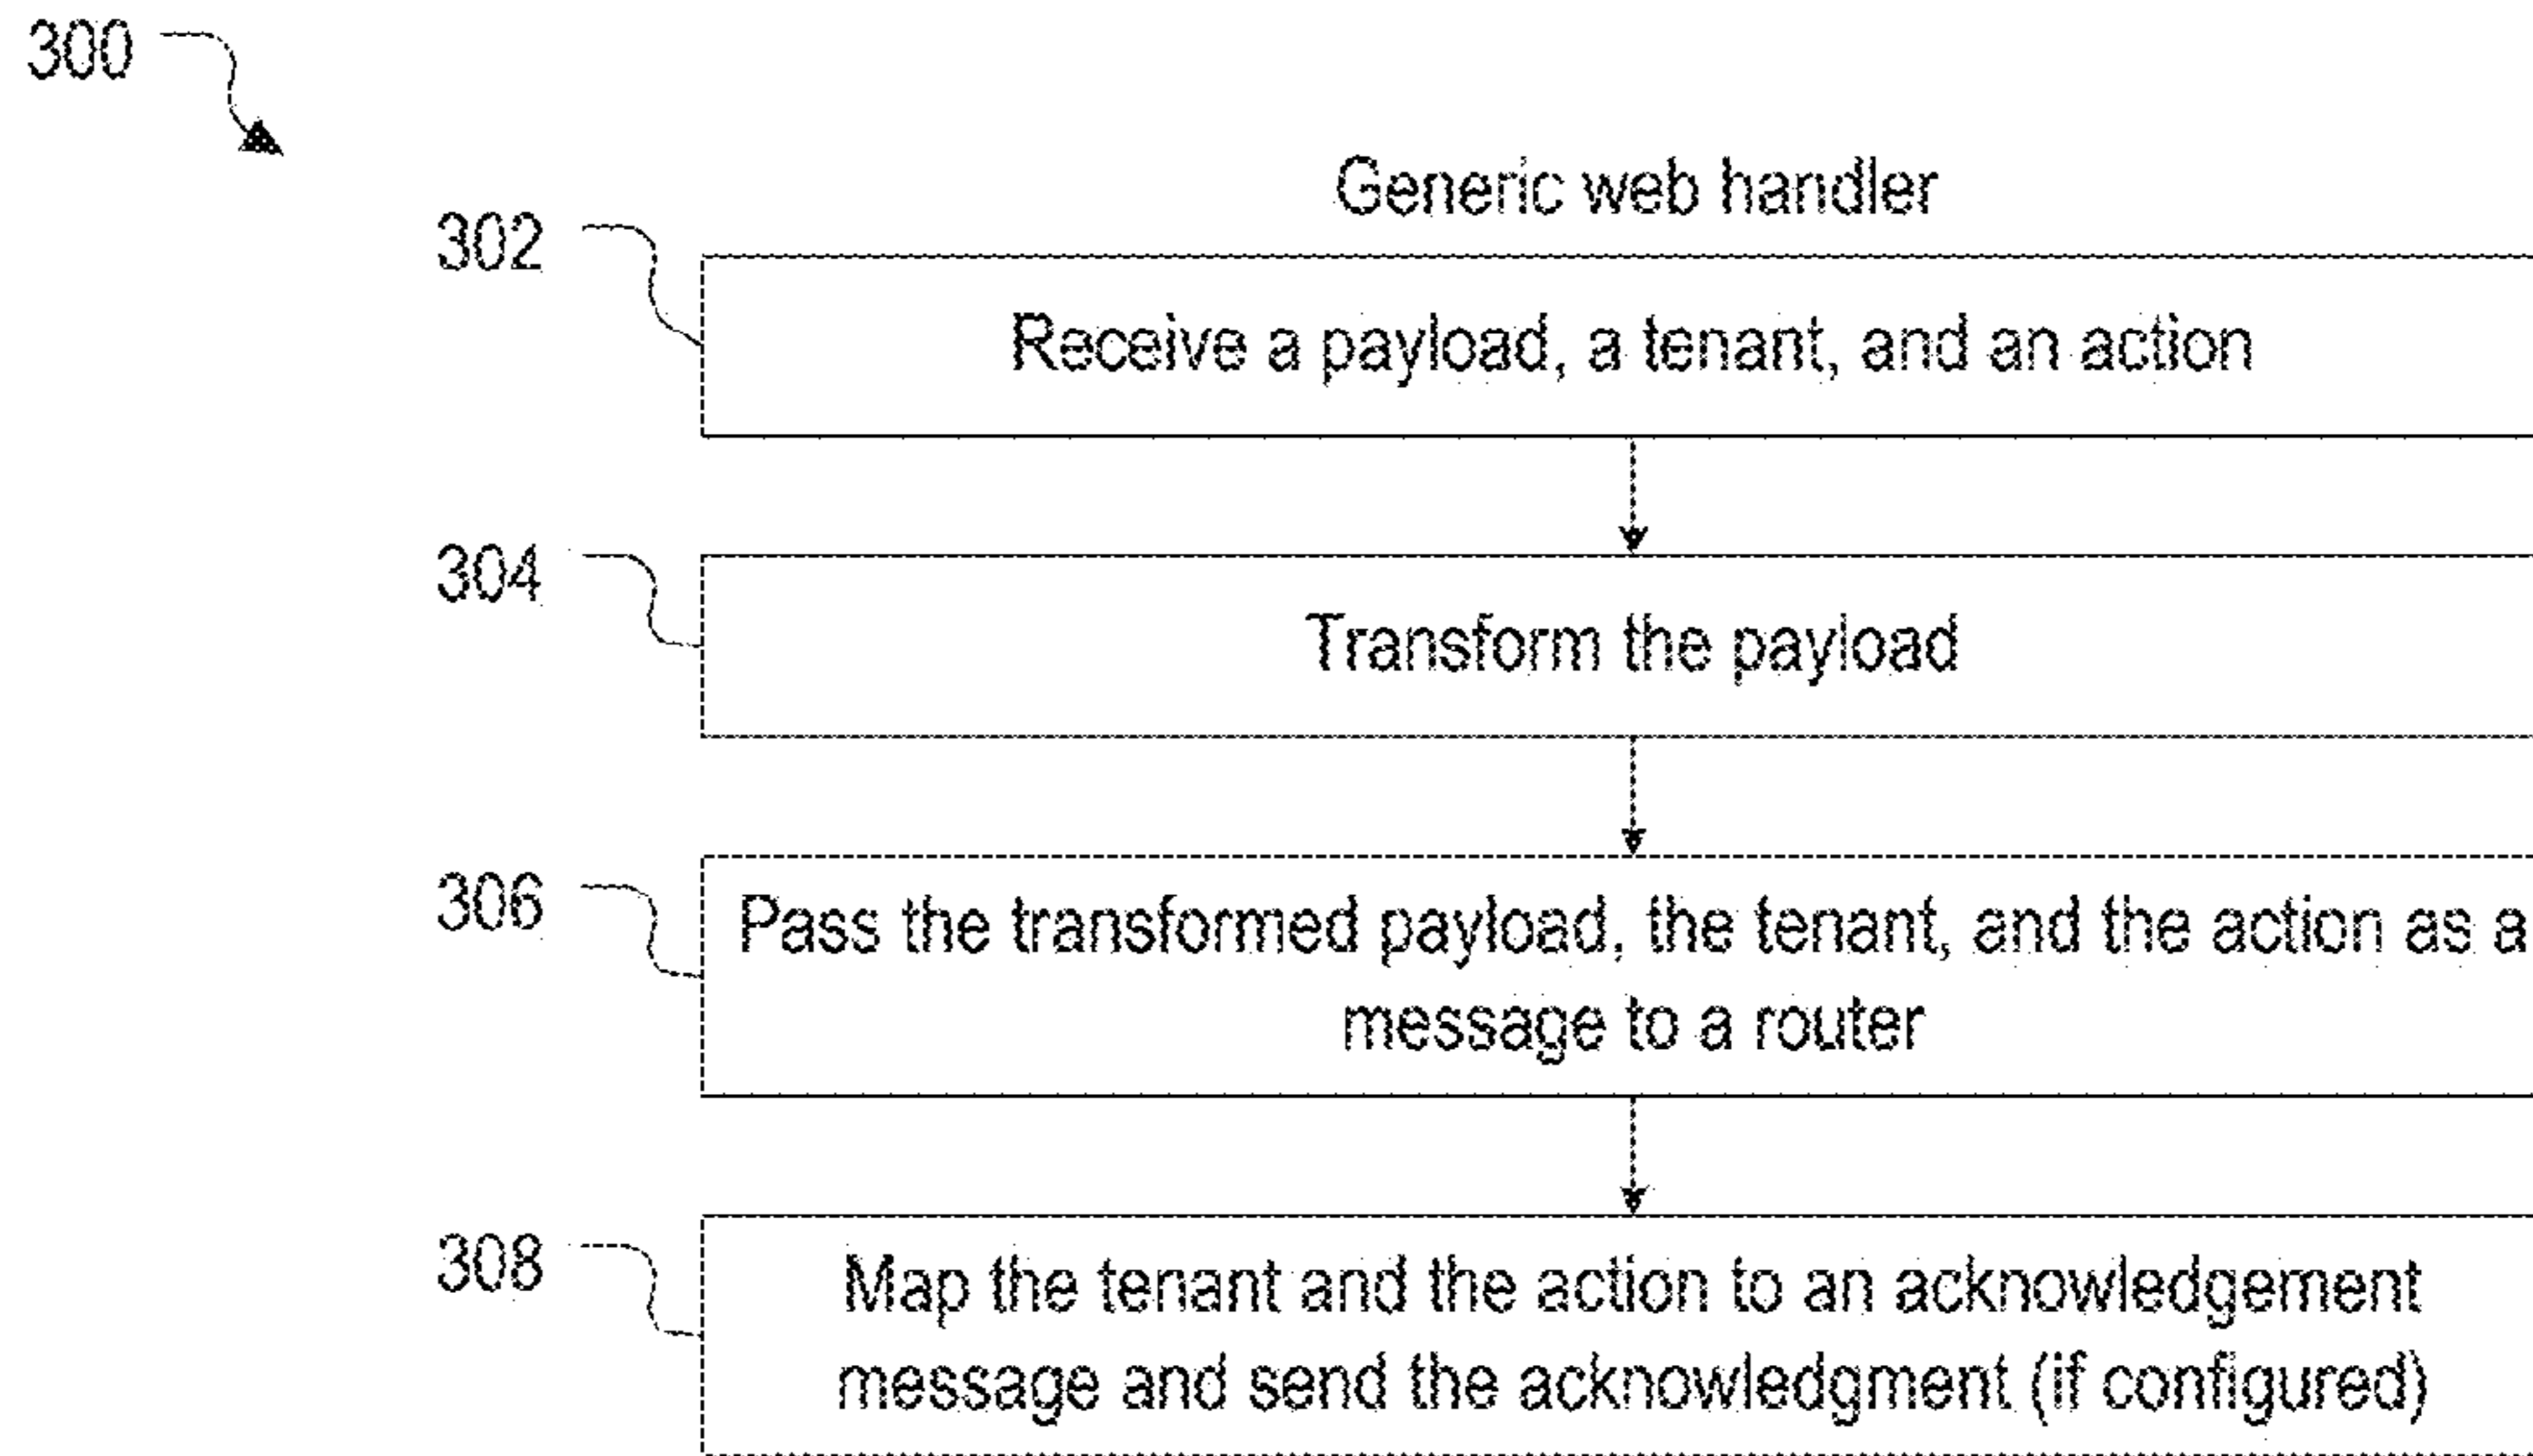 300
Generic web handler
302
Receive a payload, a tenant, and an action
304
Transform the payload
306
Pass the transformed payload, the tenant, and the action as a
message to a router
308
Map the tenant and the action to an acknowledgement
message and send the acknowledgment (if configured)